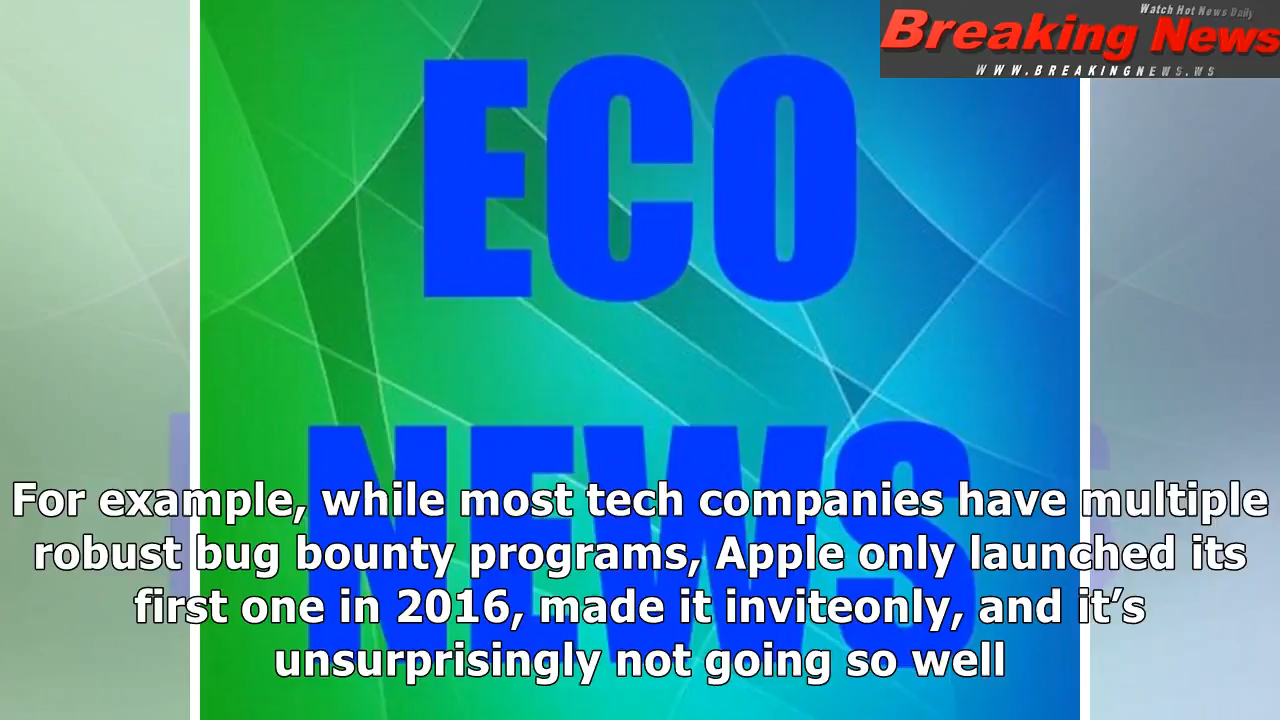 Watch Hot News Daily
Breaking News
WWW.BREAKINGNEWS.WS
ECO
NEWS
For example, while most tech companies have multiple
robust bug bounty programs, Apple only launched its
first one in 2016, made it inviteonly, and it’s
unsurprisingly not going so well